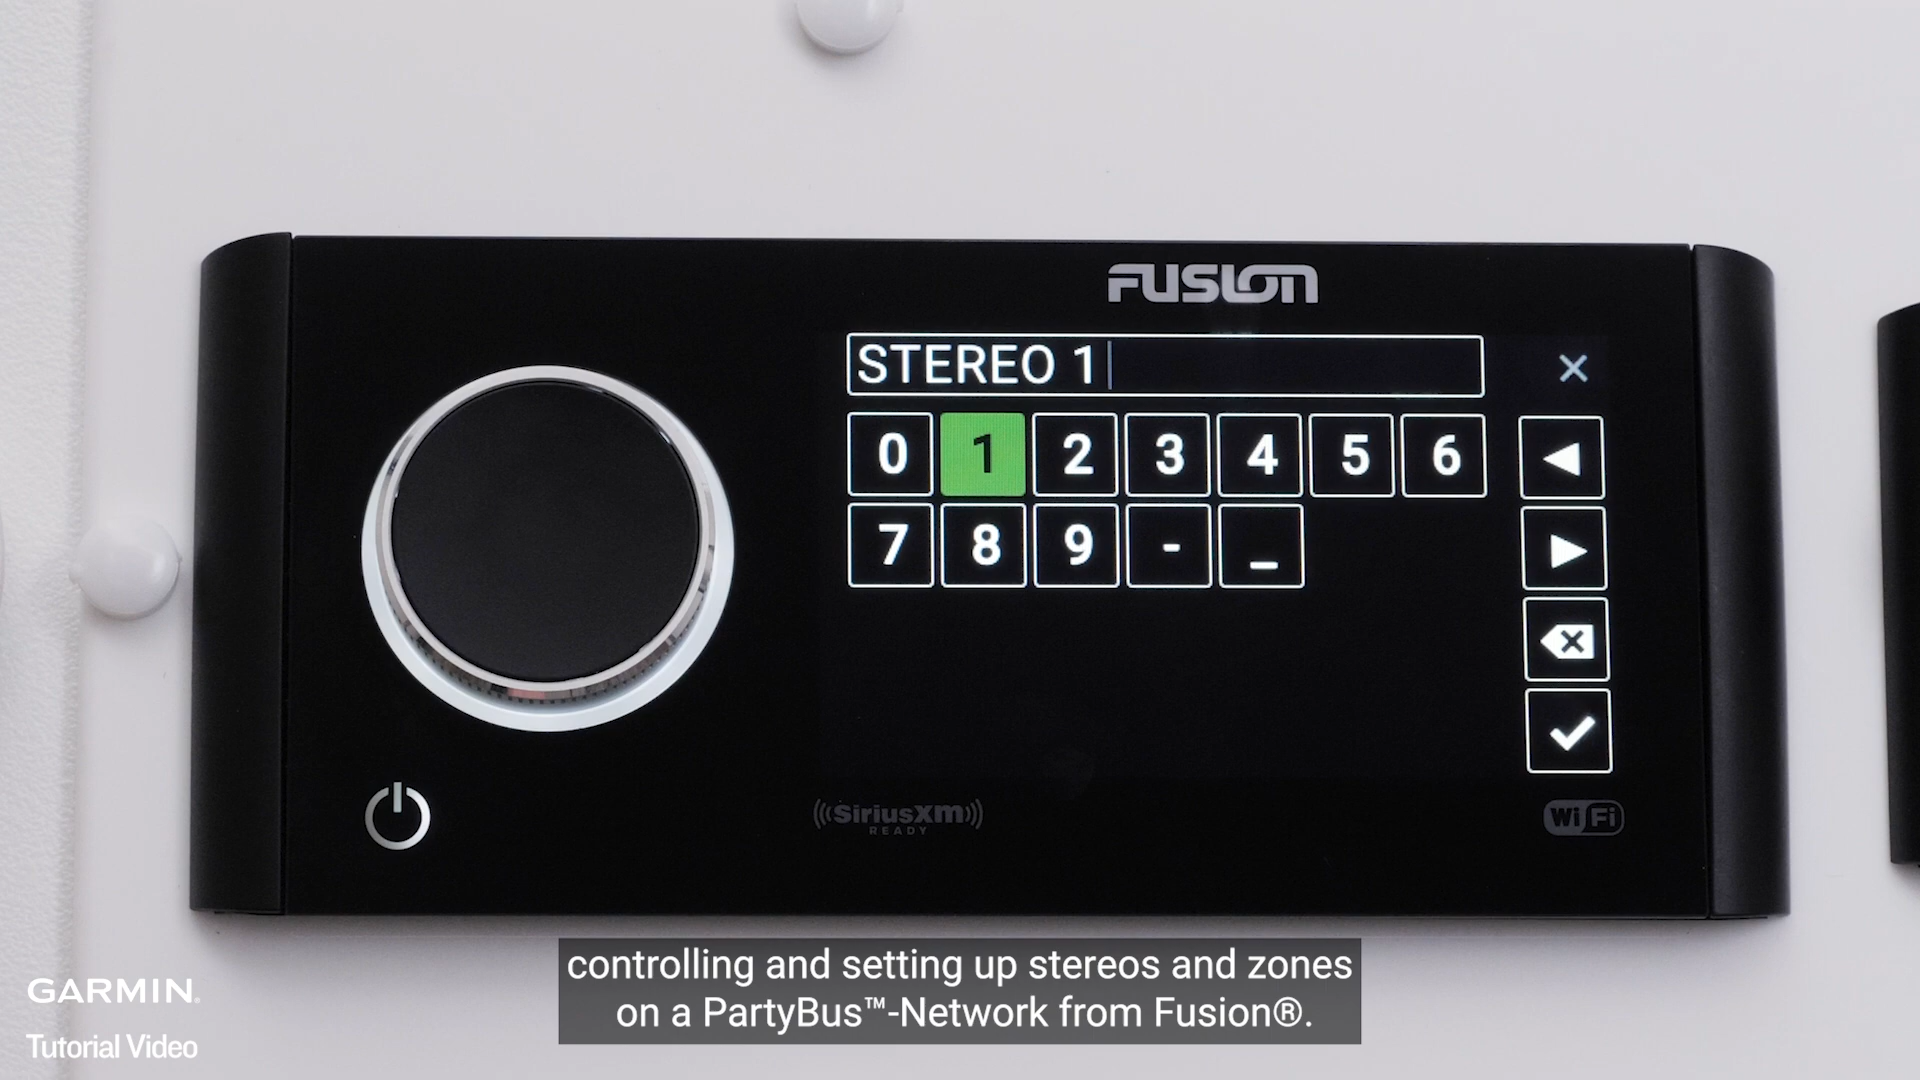 FUSION
STEREO 1
0 1 2 3 4 5 6
7 8 9 - _
((SiriusXM))
READY
WiFi
controlling and setting up stereos and zones
on a PartyBus™-Network from Fusion®.
GARMIN®
Tutorial Video